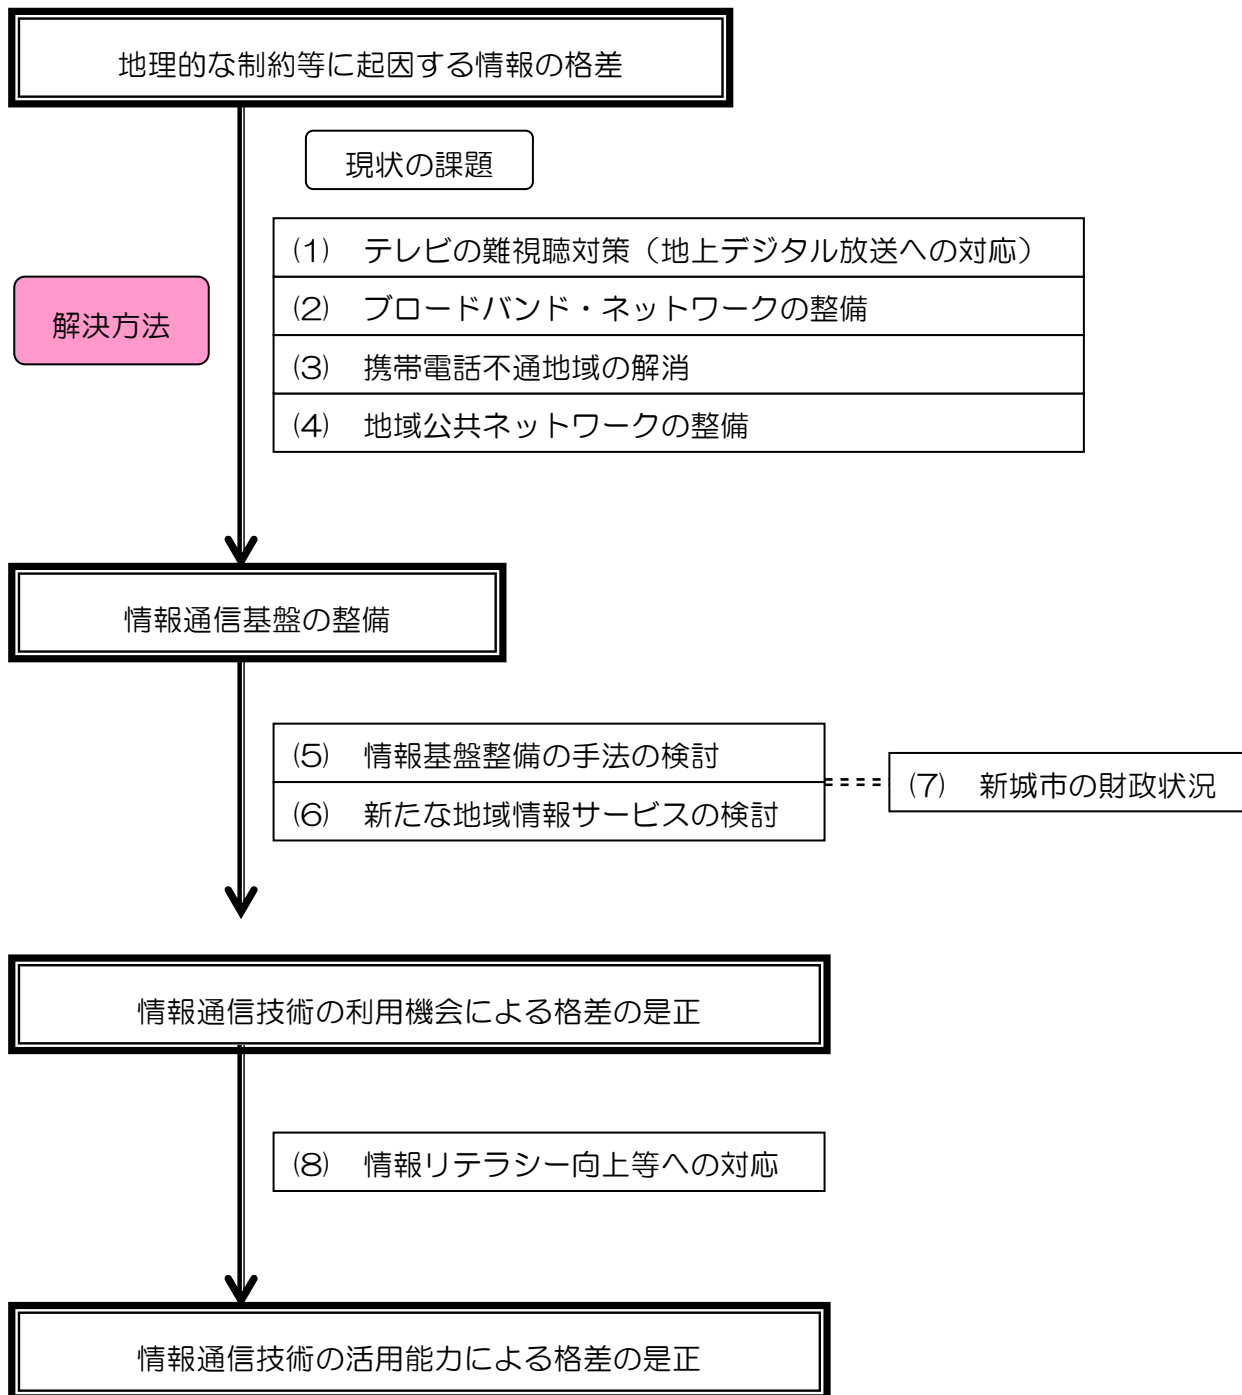 地理的な制約等に起因する情報の格差
現状の課題
⑴ テレビの難視聴対策（地上デジタル放送への対応）
解決方法
⑵ ブロードバンド・ネットワークの整備
⑶ 携帯電話不通地域の解消
⑷ 地域公共ネットワークの整備
情報通信基盤の整備
⑸ 情報基盤整備の手法の検討
⑹ 新たな地域情報サービスの検討
⑺ 新城市の財政状況
情報通信技術の利用機会による格差の是正
⑻ 情報リテラシー向上等への対応
情報通信技術の活用能力による格差の是正